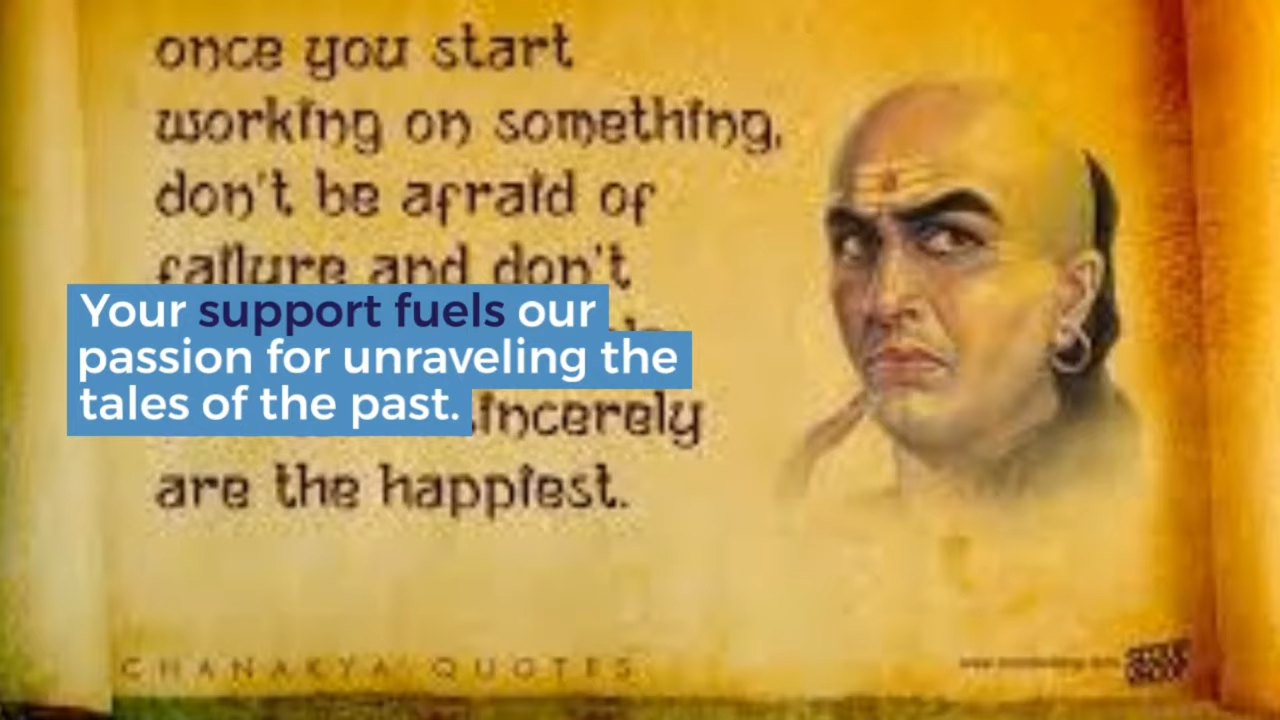 once you start
working on something,
don't be afraid of
failure and don't
Your support fuels our
passion for unraveling the
tales of the past.
sincerely
are the happiest.
CHANAKYA QUOTES